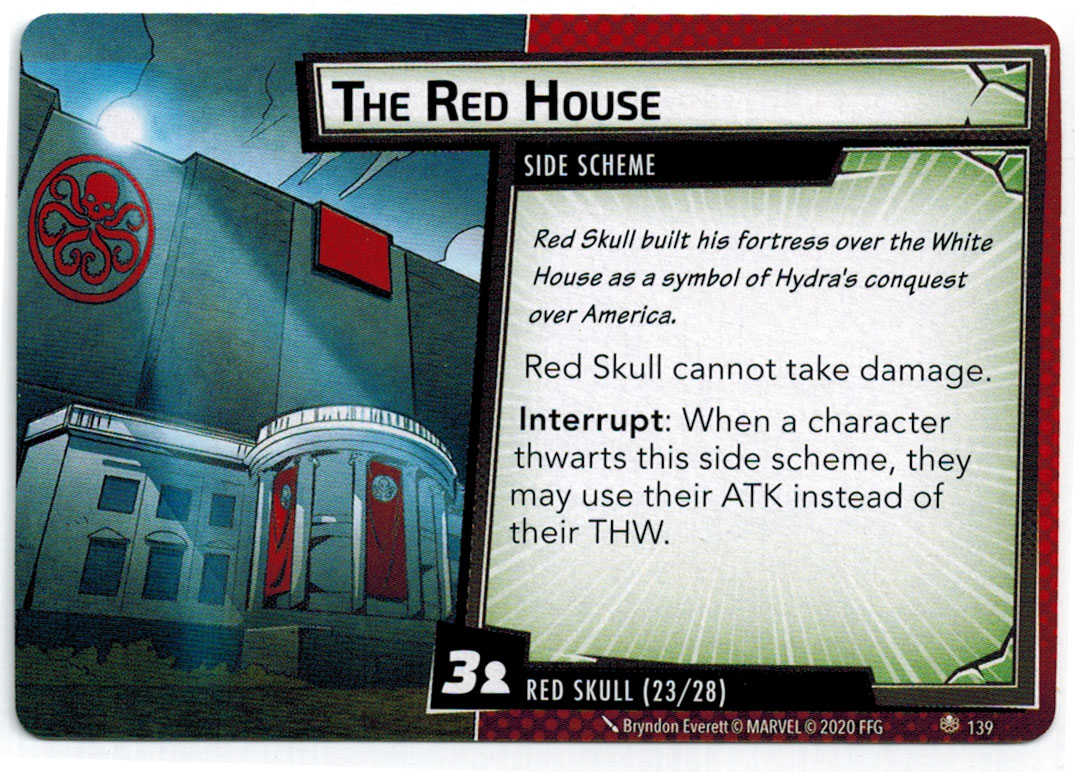 THE RED HOUSE
SIDE SCHEME
Red Skull built his fortress over the White
House as a symbol of Hydra's conquest
over America.
Red Skull cannot take damage.
Interrupt: When a character
thwarts this side scheme, they
may use their ATK instead of
their THW.
3
RED SKULL (23/28)
Bryndon Everett © MARVEL © 2020 FFG
139